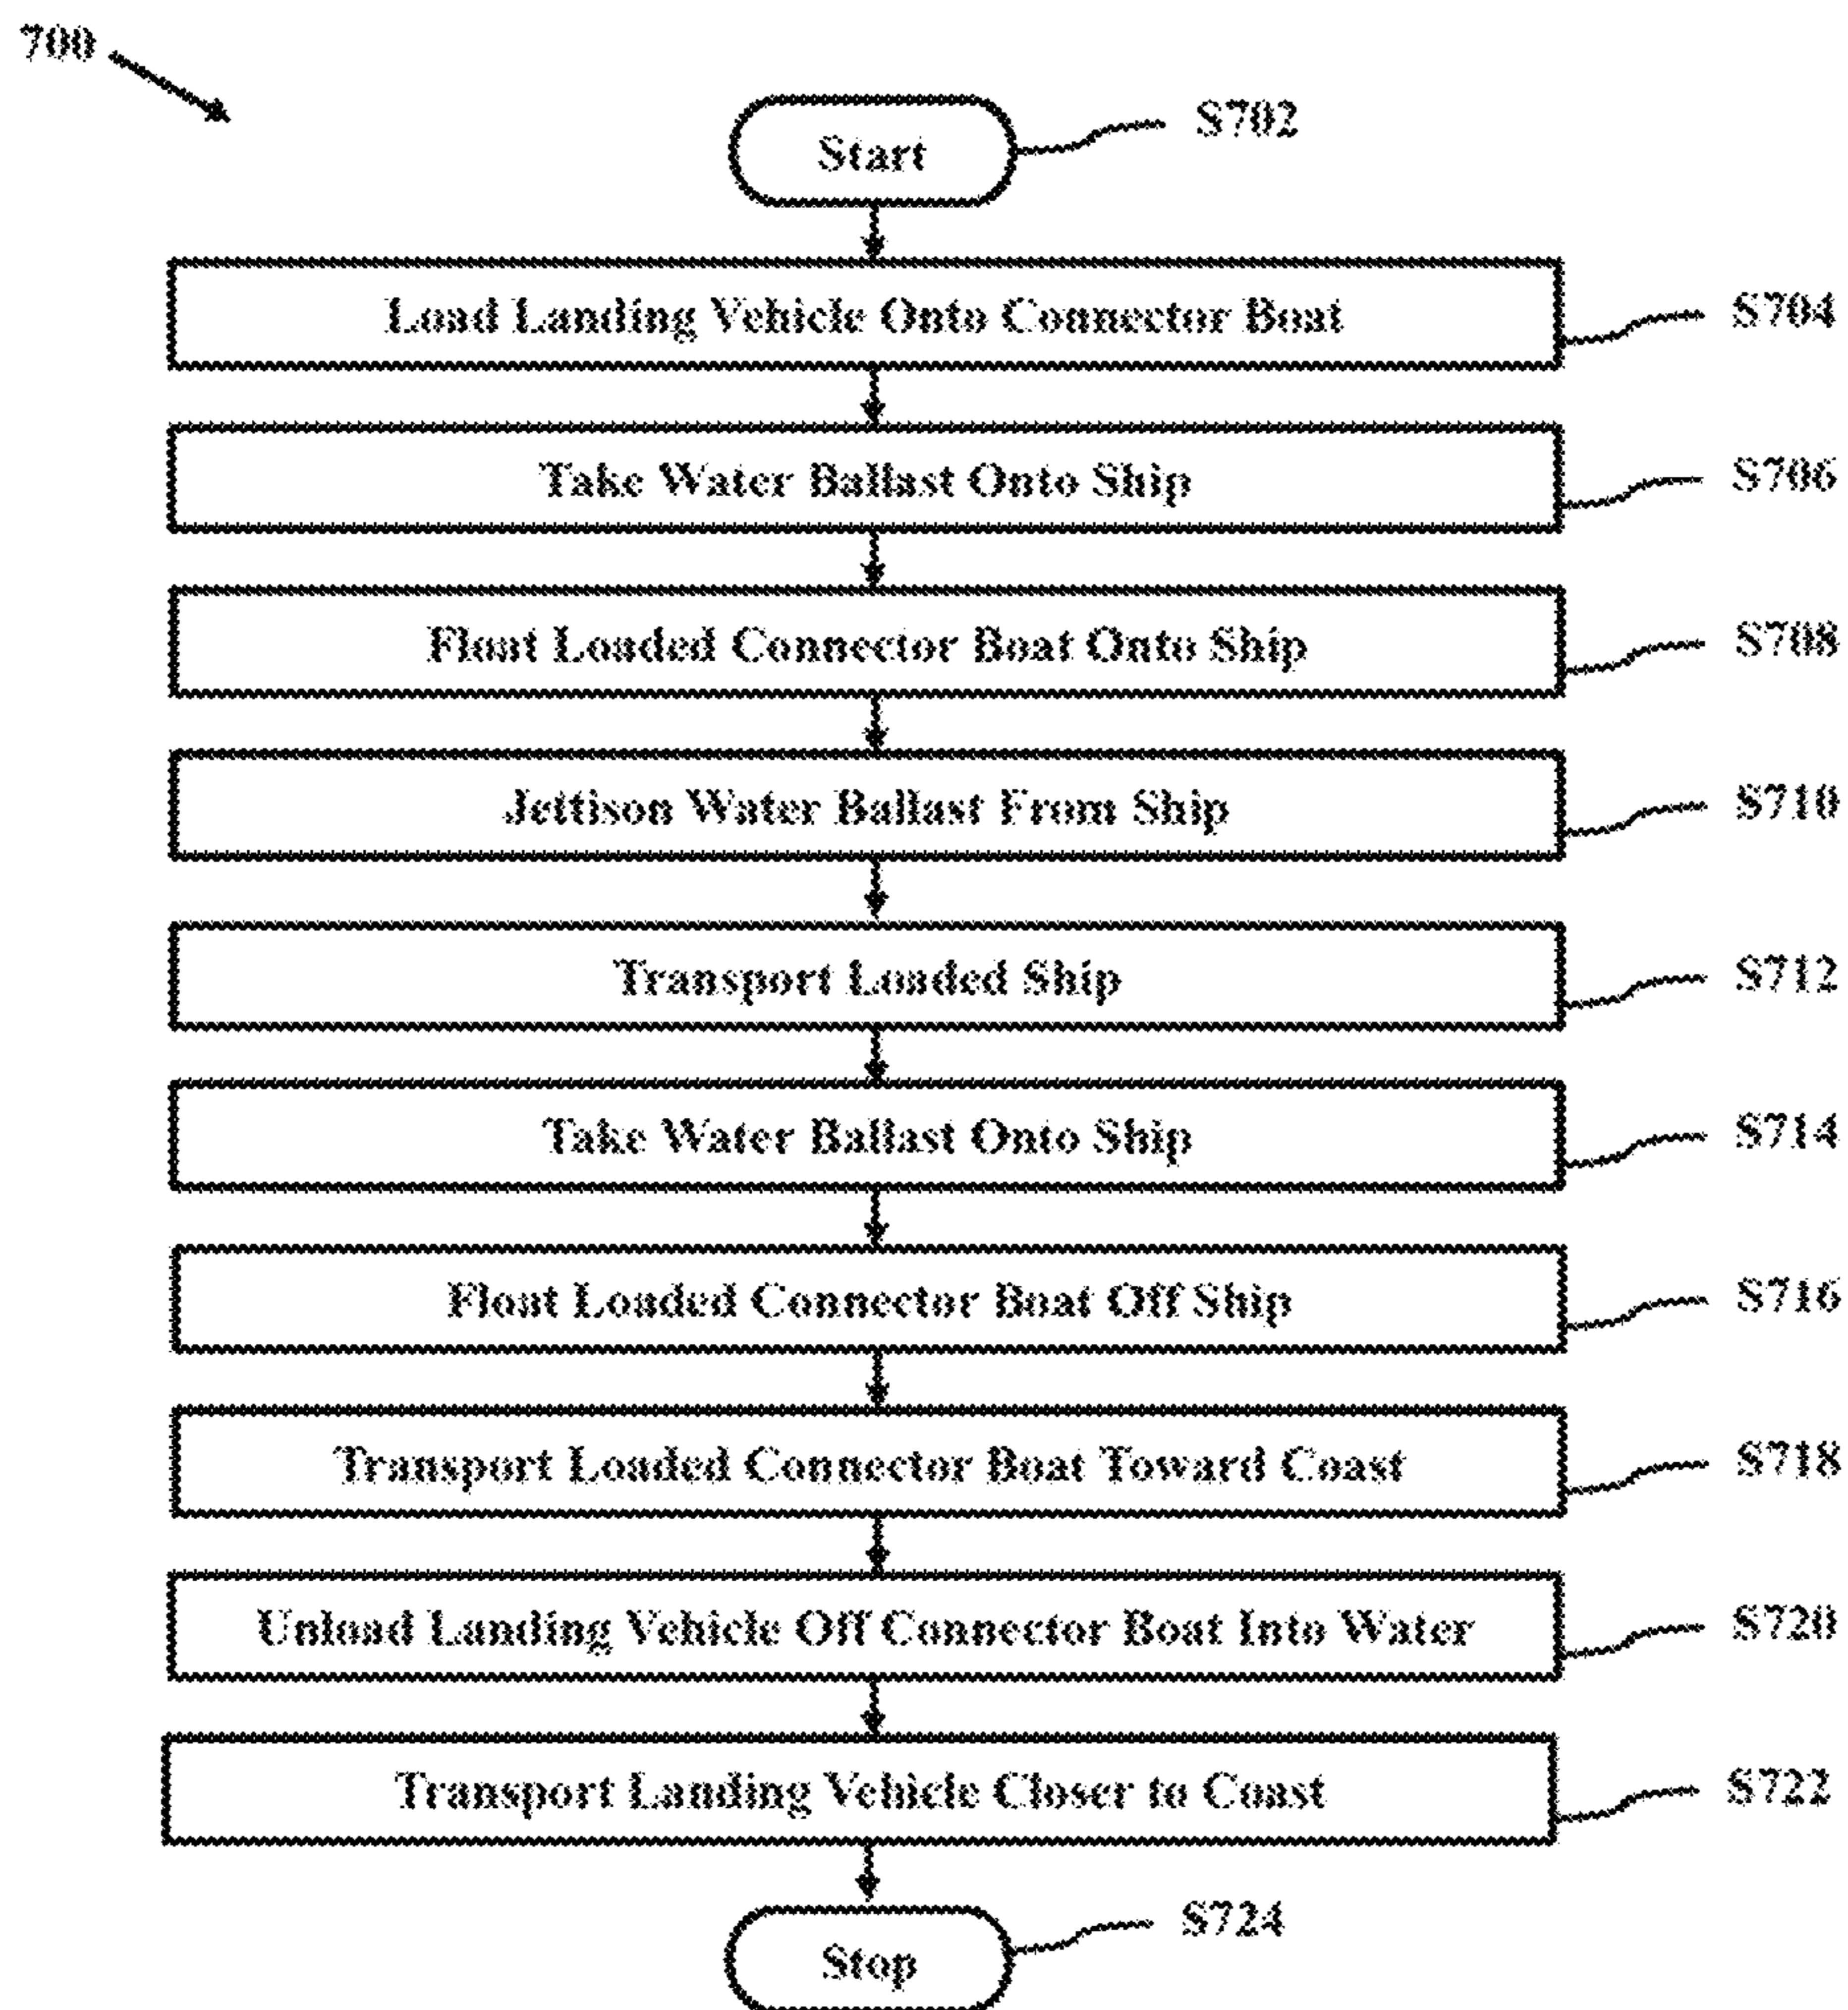 700
Start
S702
Load Landing Vehicle Onto Connector Boat
S704
Take Water Ballast Onto Ship
S706
Float Loaded Connector Boat Onto Ship
S708
Jettison Water Ballast From Ship
S710
Transport Loaded Ship
S712
Take Water Ballast Onto Ship
S714
Float Loaded Connector Boat Off Ship
S716
Transport Loaded Connector Boat Toward Coast
S718
Unload Landing Vehicle Off Connector Boat Into Water
S720
Transport Landing Vehicle Closer to Coast
S722
Stop
S724